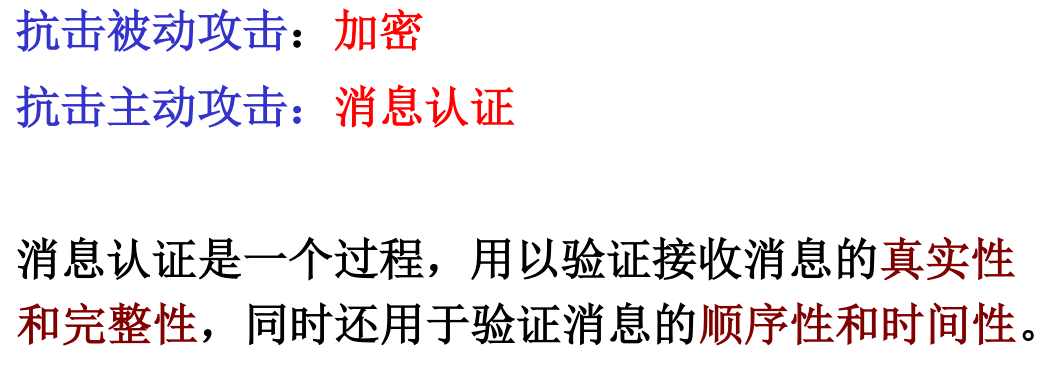 抗击被动攻击：加密
抗击主动攻击：消息认证
消息认证是一个过程，用以验证接收消息的真实性
和完整性，同时还用于验证消息的顺序性和时间性。